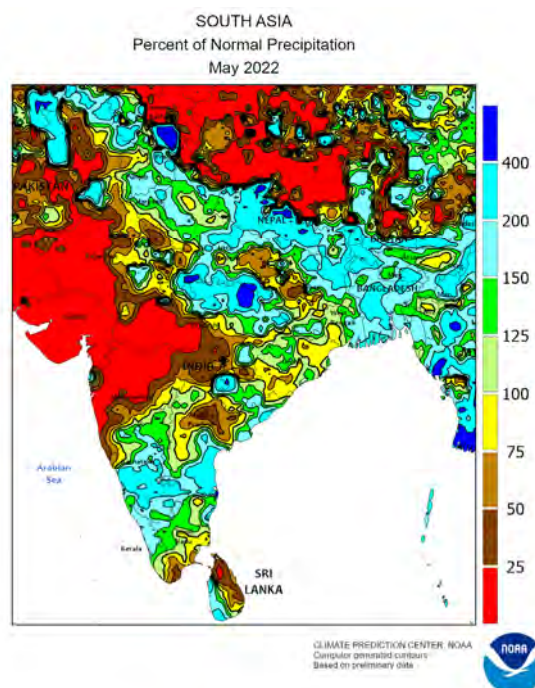 SOUTH ASIA
Percent of Normal Precipitation
May 2022
PAKISTAN
NEPAL
BANGLADESH
INDIA
Arabian
Sea
Kerala
SRI
LANKA
400
200
150
125
100
75
50
25
CLIMATE PREDICTION CENTER, NOAA
Computer generated contours
Based on preliminary data
NOAA